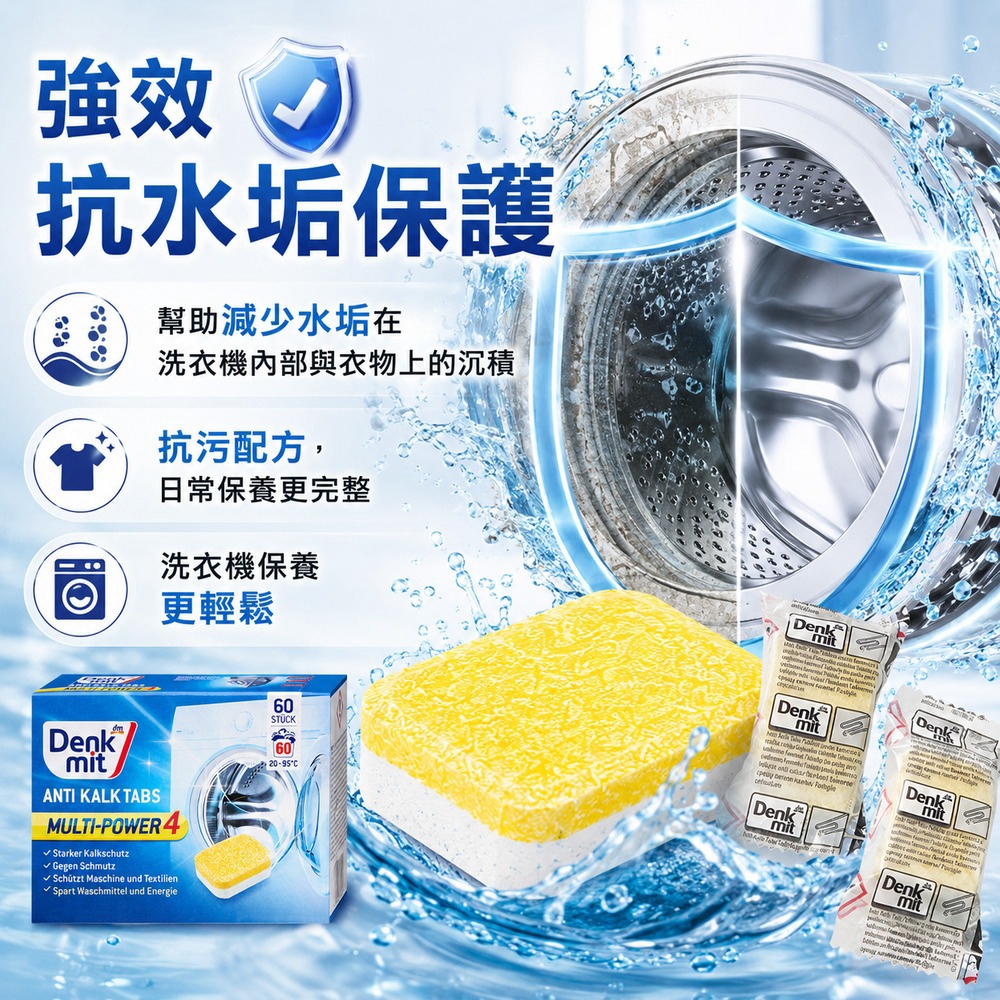 強效
抗水垢保護
幫助減少水垢在
洗衣機內部與衣物上的沉積
抗污配方，
日常保養更完整
洗衣機保養
更輕鬆
60
STÜCK
60
20-95°C
dm
Denk
mit
ANTI KALK TABS
MULTI-POWER 4
✓ Starker Kalkschutz
✓ Gegen Schmutz
✓ Schützt Maschine und Textilien
✓ Spart Waschmittel und Energie
Denk
mit
Denk
mit
Denk
mit
Denk
mit
Denk
mit
Denk
mit